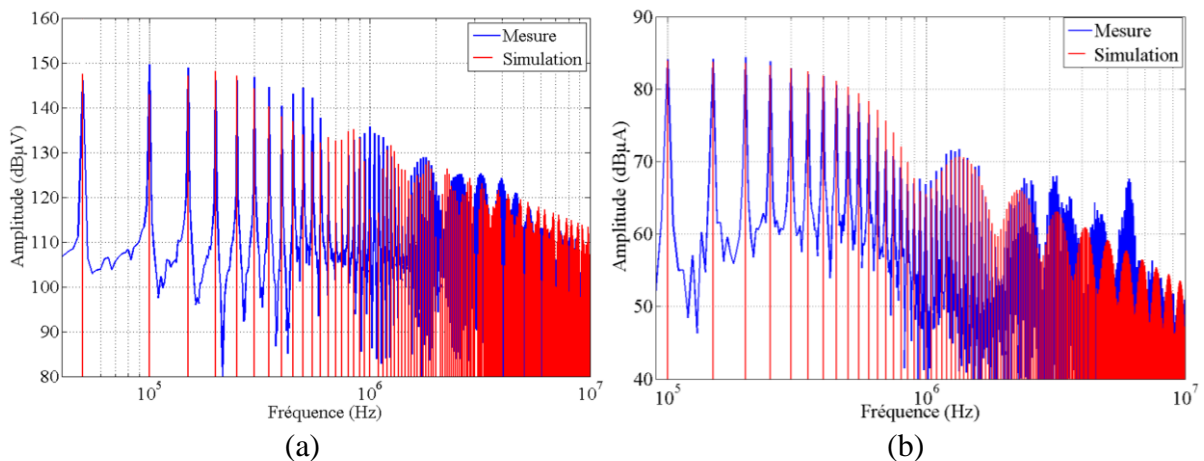 160
150
140
130
120
110
100
90
80
Amplitude (dBµV)
10^5
10^6
10^7
Fréquence (Hz)
Mesure
Simulation
(a)
90
80
70
60
50
40
Amplitude (dBµA)
10^5
10^6
10^7
Fréquence (Hz)
Mesure
Simulation
(b)